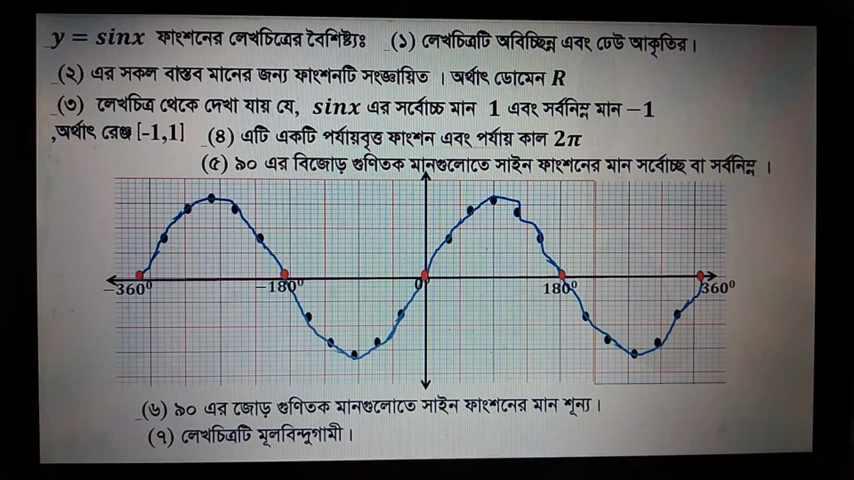 y = sinx ফাংশনের লেখচিত্রের বৈশিষ্ট্যঃ (১) লেখচিত্রটি অবিচ্ছিন্ন এবং ঢেউ আকৃতির।
(২) এর সকল বাস্তব মানের জন্য ফাংশনটি সংজ্ঞায়িত । অর্থাৎ ডোমেন R
(৩) লেখচিত্র থেকে দেখা যায় যে, sinx এর সর্বোচ্চ মান 1 এবং সর্বনিম্ন মান −1
,অর্থাৎ রেঞ্জ [-1,1] (8) এটি একটি পর্যায়বৃত্ত ফাংশন এবং পর্যায় কাল 2π
(৫) ৯০ এর বিজোড় গুণিতক মানগুলোতে সাইন ফাংশনের মান সর্বোচ্ছ বা সর্বনিম্ন ।
−360⁰ −180⁰ 0⁰ 180⁰ 360⁰
(৬) ৯০ এর জোড় গুণিতক মানগুলোতে সাইন ফাংশনের মান শূন্য ।
(৭) লেখচিত্রটি মূলবিন্দুগামী ।